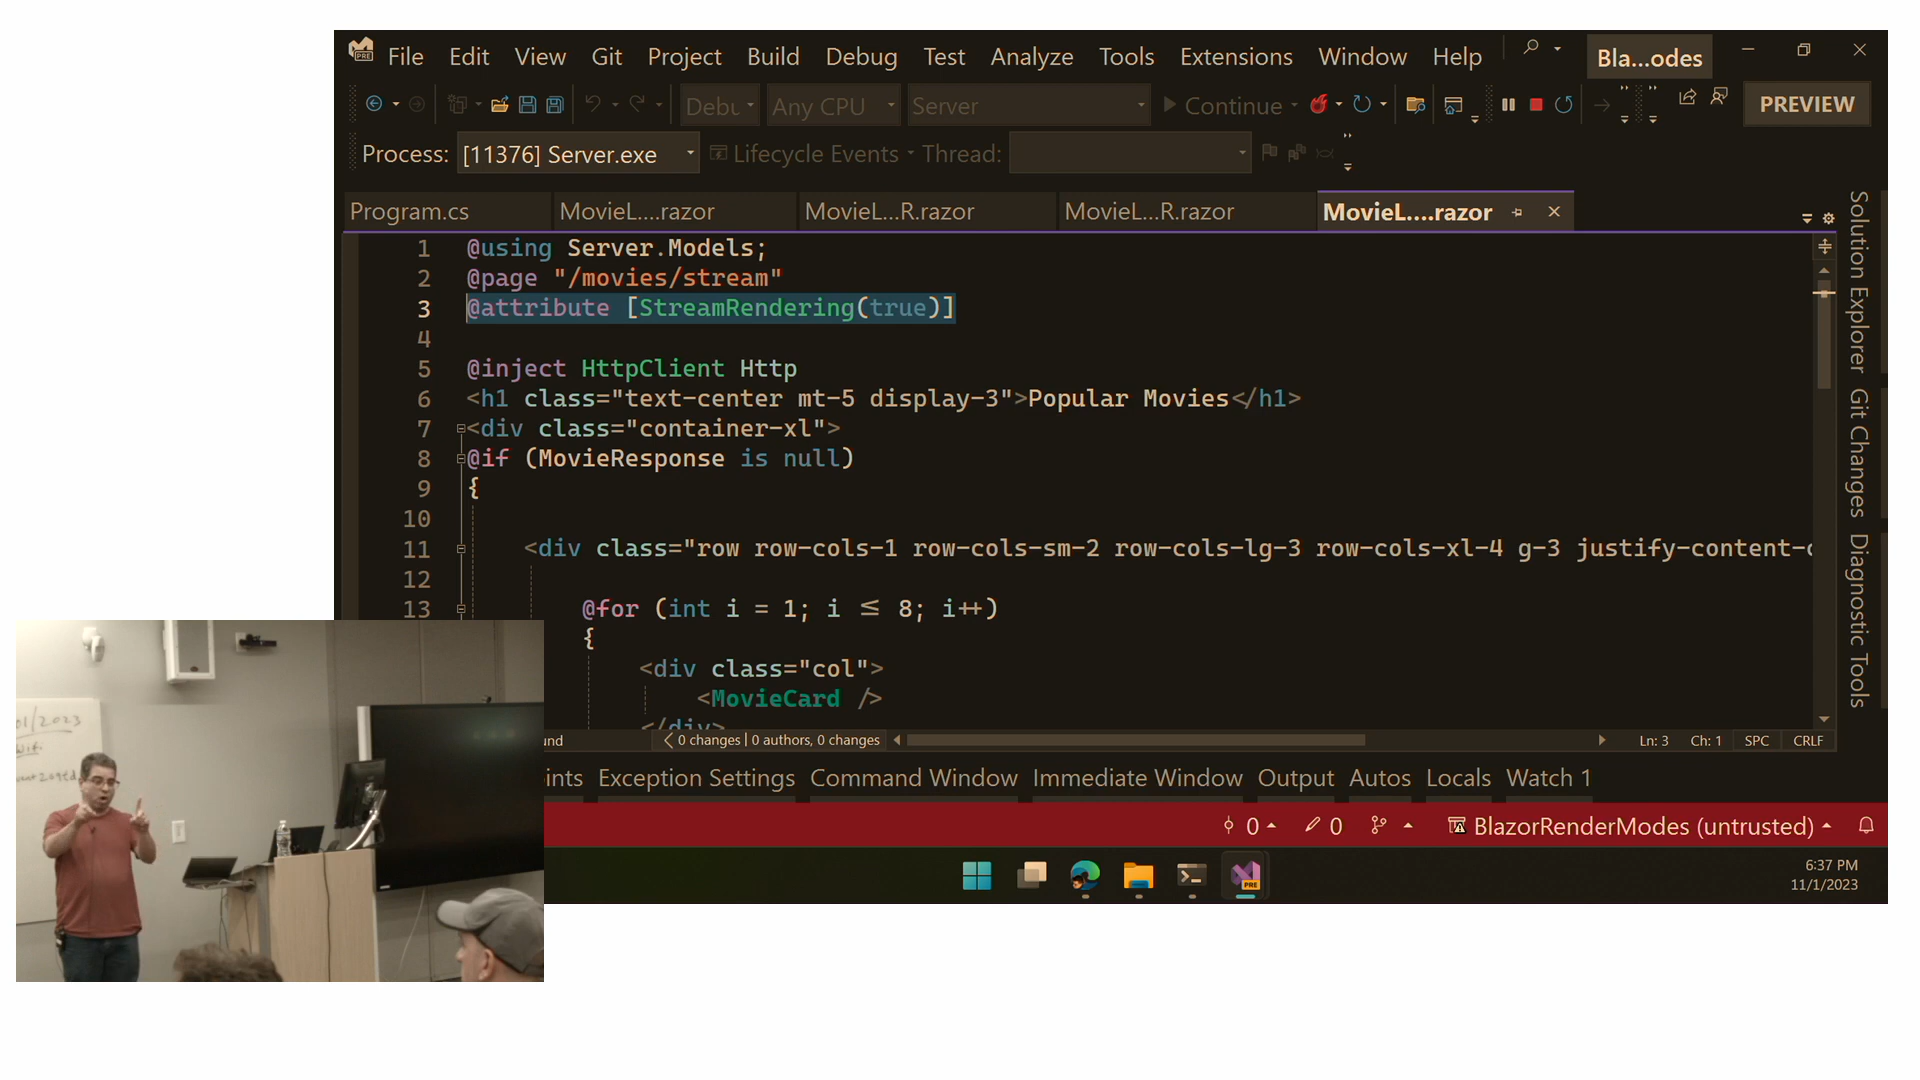 File Edit View Git Project Build Debug Test Analyze Tools Extensions Window Help Bla...odes
Debu Any CPU Server Continue PREVIEW
Process: [11376] Server.exe Lifecycle Events Thread:
Program.cs MovieL....razor MovieL...R.razor MovieL...R.razor MovieL....razor
1 @using Server.Models;
2 @page "/movies/stream"
3 @attribute [StreamRendering(true)]
4
5 @inject HttpClient Http
6 <h1 class="text-center mt-5 display-3">Popular Movies</h1>
7 <div class="container-xl">
8 @if (MovieResponse is null)
9 {
10
11 <div class="row row-cols-1 row-cols-sm-2 row-cols-lg-3 row-cols-xl-4 g-3 justify-content-c
12
13 @for (int i = 1; i ≤ 8; i++)
{
<div class="col">
<MovieCard />
</div>
Solution Explorer
Git Changes
Diagnostic Tools
und 0 changes | 0 authors, 0 changes Ln: 3 Ch: 1 SPC CRLF
ints Exception Settings Command Window Immediate Window Output Autos Locals Watch 1
0 0 BlazorRenderModes (untrusted)
PRE
6:37 PM
11/1/2023
01/2023